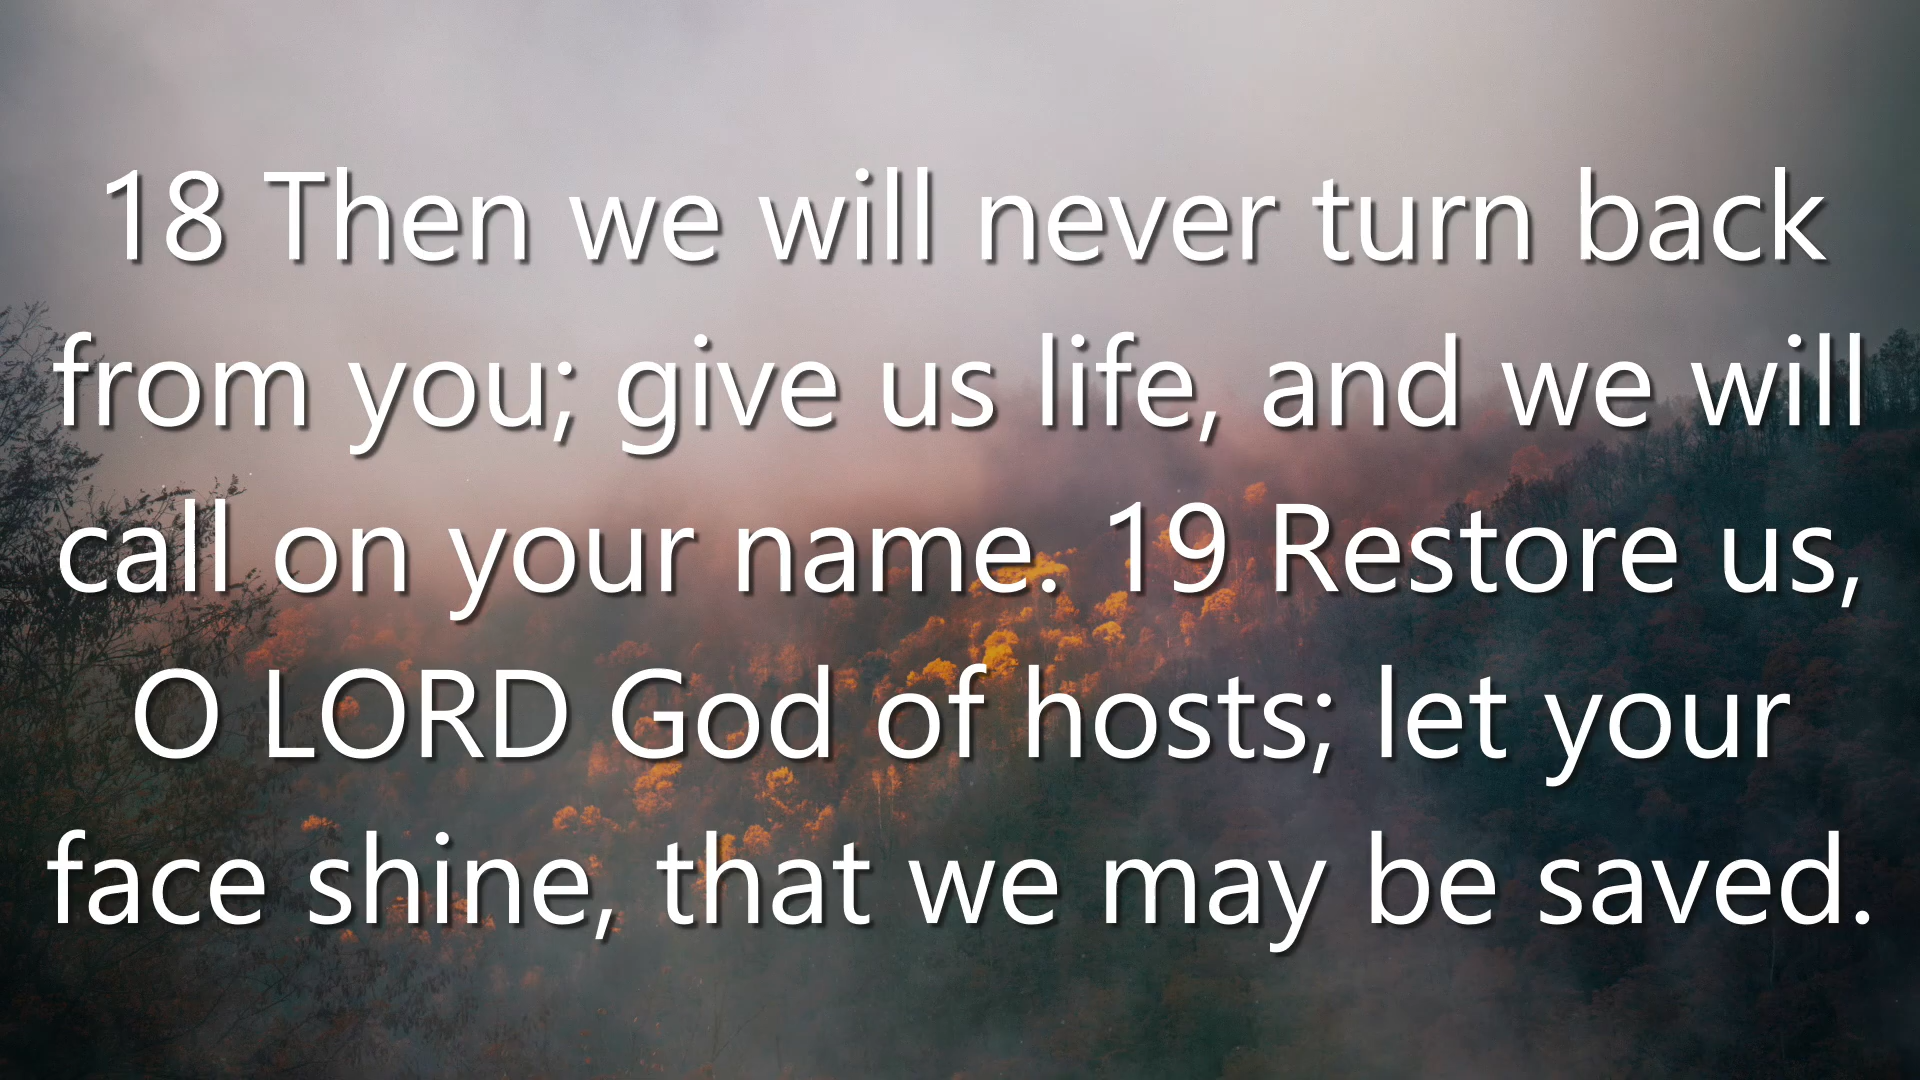 18 Then we will never turn back
from you; give us life, and we will
call on your name. 19 Restore us,
O LORD God of hosts; let your
face shine, that we may be saved.